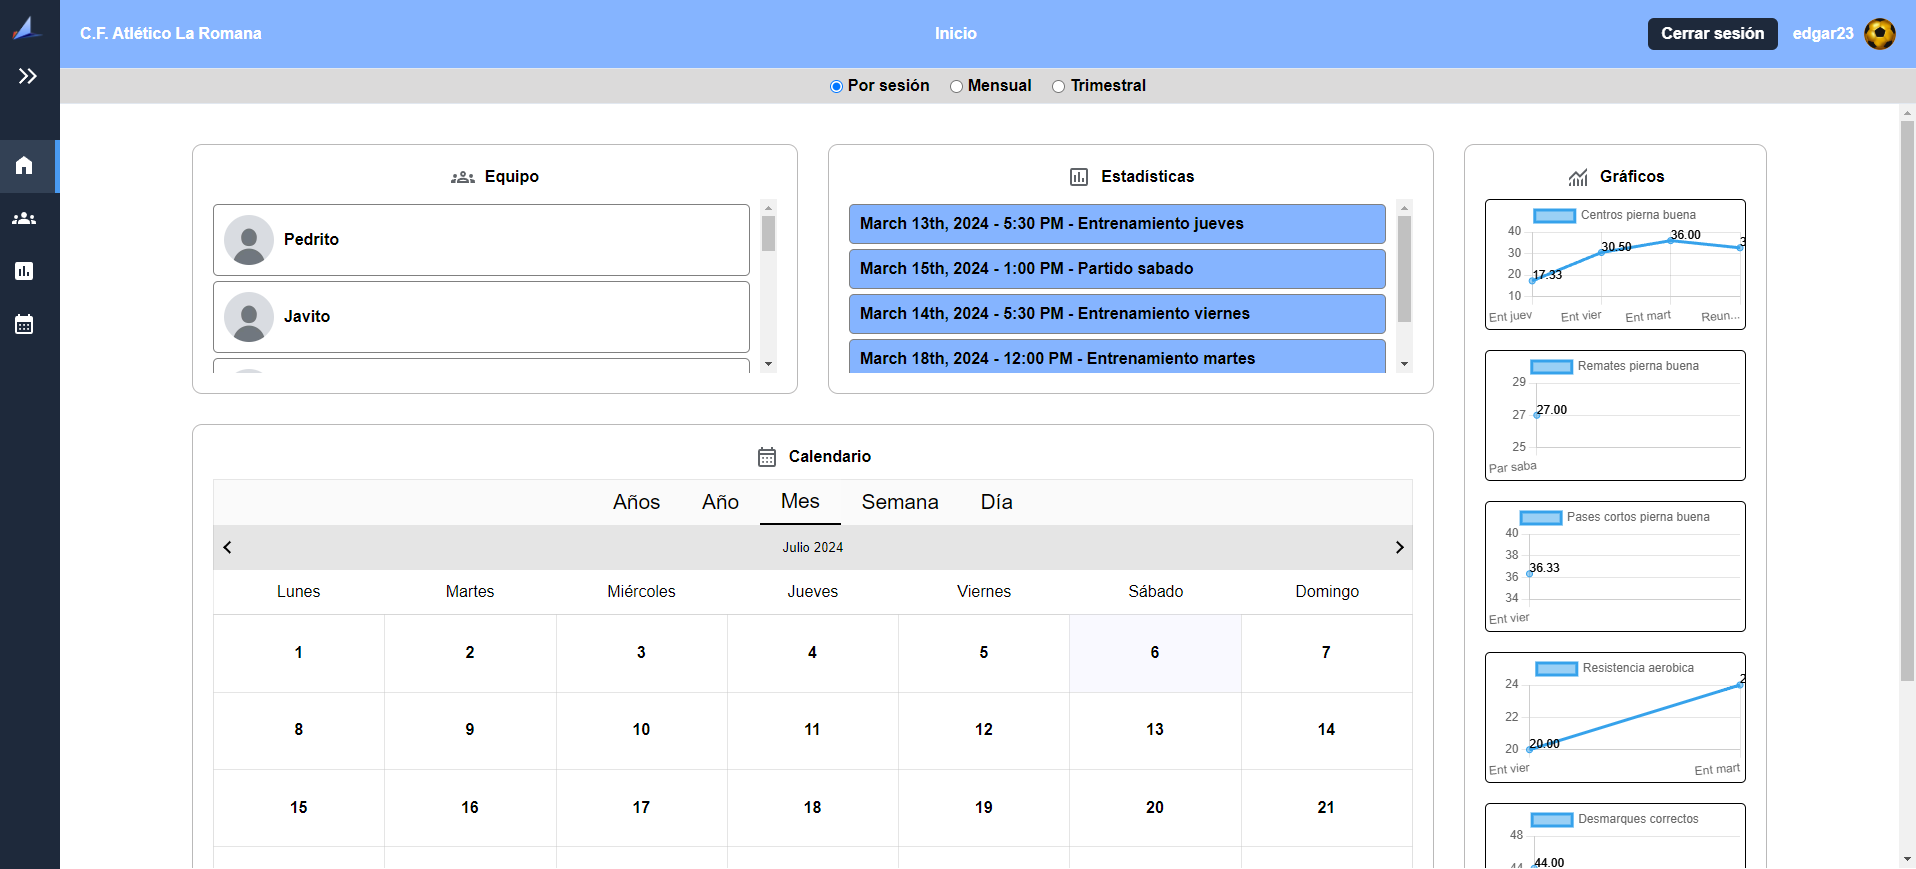 C.F. Atlético La Romana
Inicio
Cerrar sesión
edgar23
Por sesión
Mensual
Trimestral
Equipo
Pedrito
Javito
Estadísticas
March 13th, 2024 - 5:30 PM - Entrenamiento jueves
March 15th, 2024 - 1:00 PM - Partido sabado
March 14th, 2024 - 5:30 PM - Entrenamiento viernes
March 18th, 2024 - 12:00 PM - Entrenamiento martes
Calendario
Años Año Mes Semana Día
Julio 2024
Lunes Martes Miércoles Jueves Viernes Sábado Domingo
1 2 3 4 5 6 7
8 9 10 11 12 13 14
15 16 17 18 19 20 21
Gráficos
Centros pierna buena
40
30
20
10
17.33
30.50
36.00
3
Ent juev
Ent vier
Ent mart
Reun...
Remates pierna buena
29
27
25
27.00
Par saba
Pases cortos pierna buena
40
38
36
34
36.33
Ent vier
Resistencia aerobica
24
22
20
20.00
2
Ent vier
Ent mart
Desmarques correctos
48
44
44.00